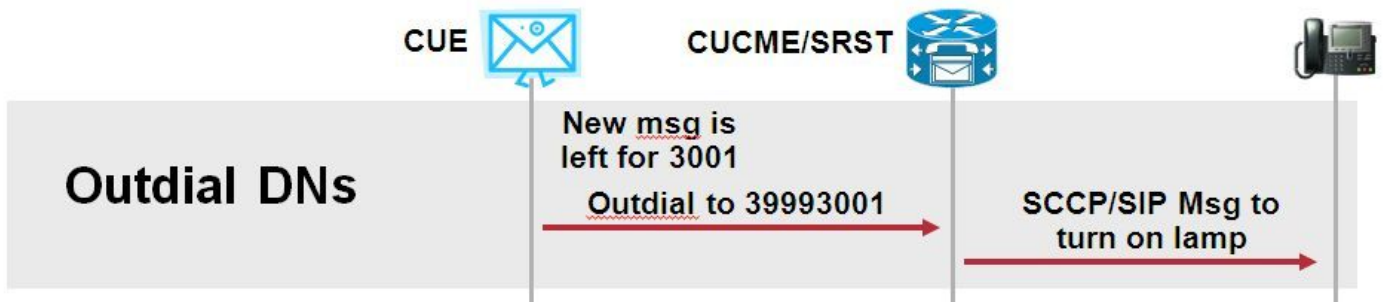 CUE
CUCME/SRST
Outdial DNs
New msg is
left for 3001
Outdial to 39993001
SCCP/SIP Msg to
turn on lamp